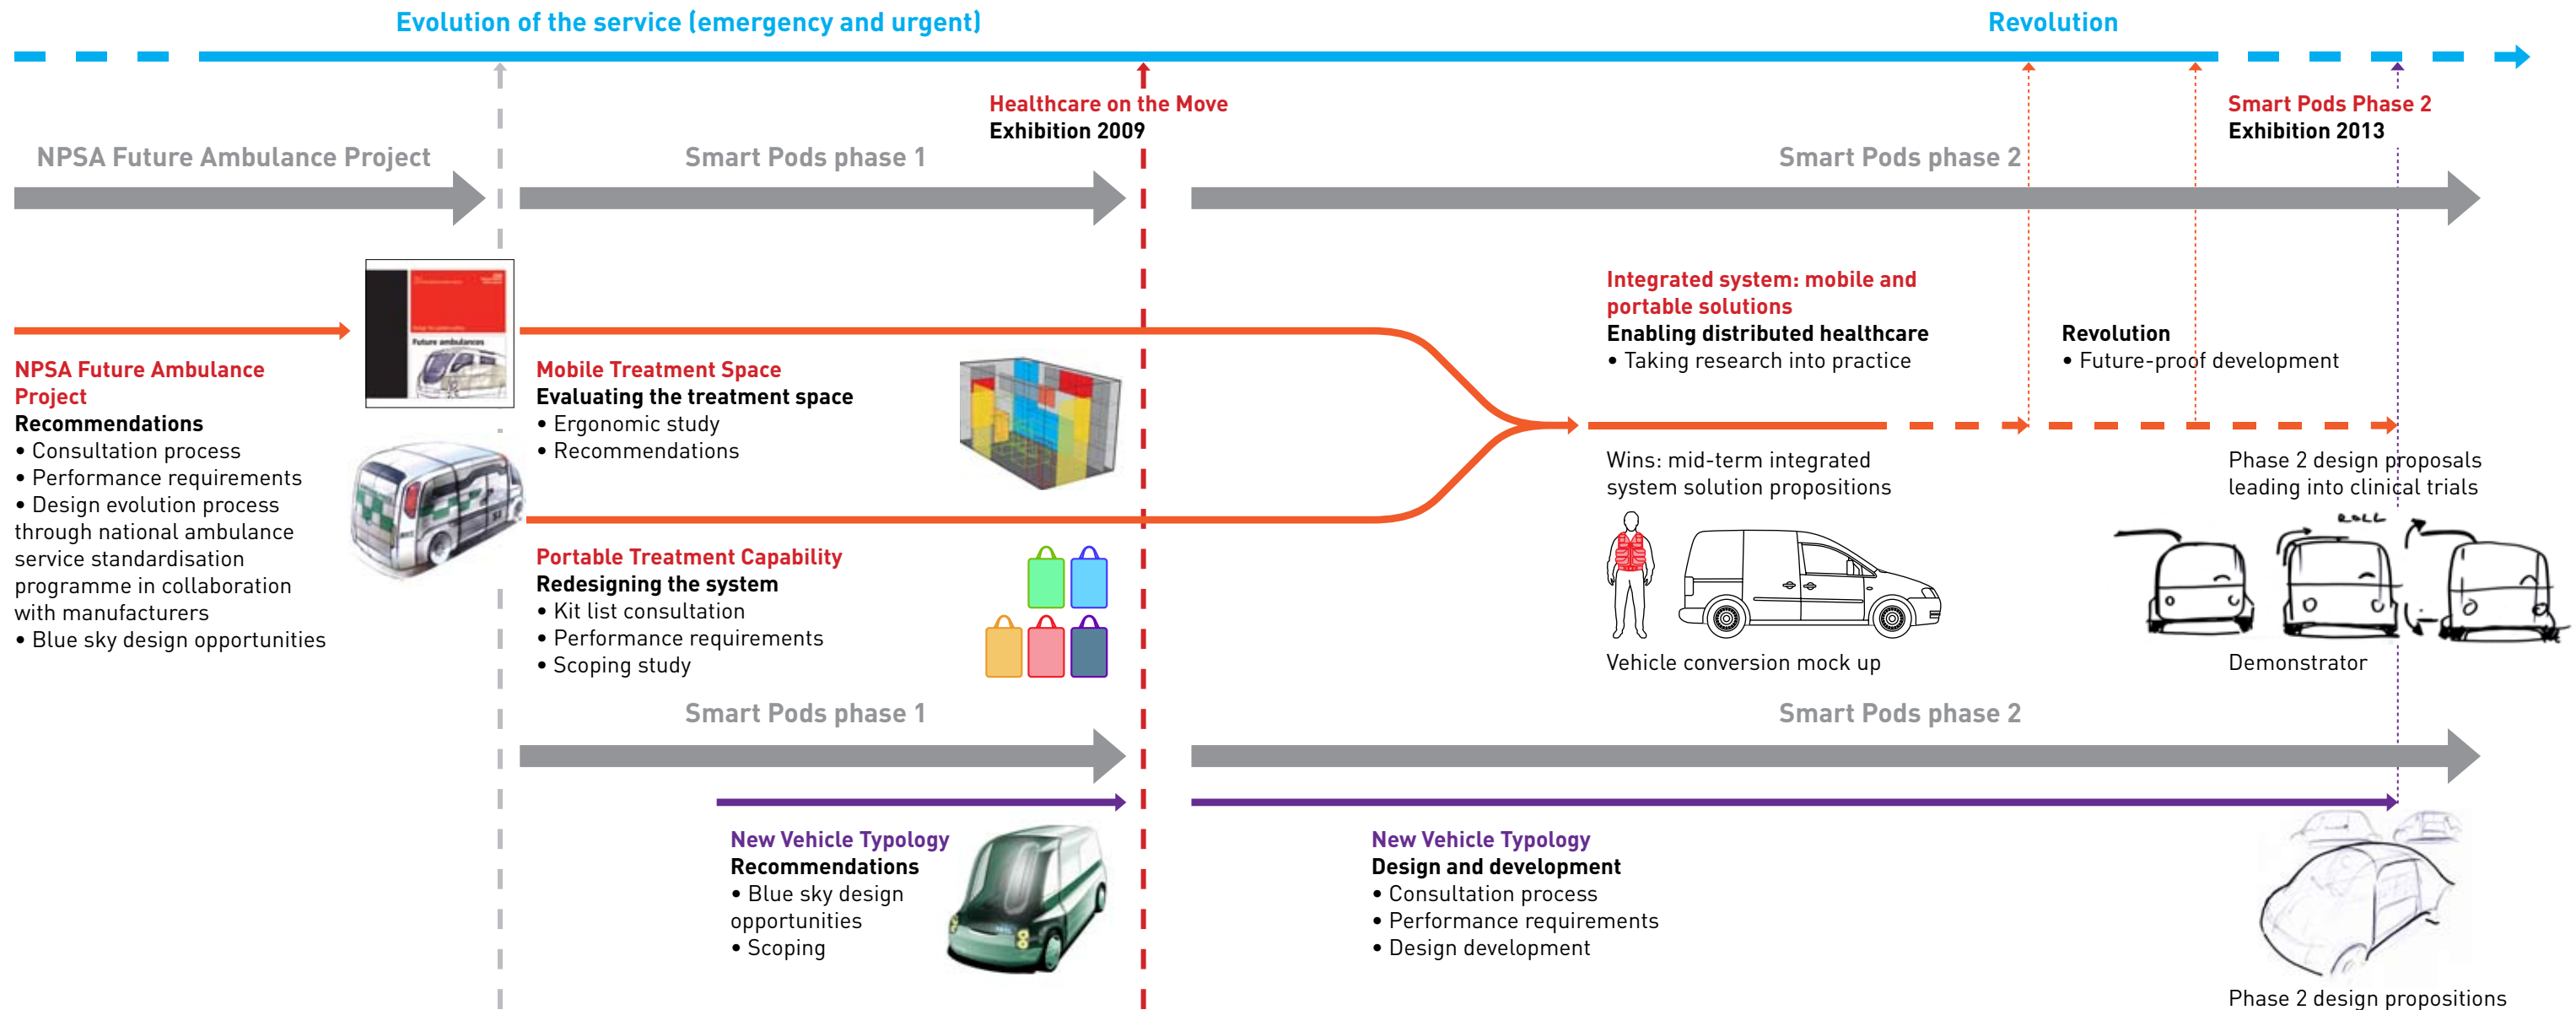 Evolution of the service (emergency and urgent)
Revolution
Healthcare on the Move
Exhibition 2009
Smart Pods Phase 2
Exhibition 2013
NPSA Future Ambulance Project
Smart Pods phase 1
Smart Pods phase 2
Future ambulances
NPSA Future Ambulance
Project
Recommendations
• Consultation process
• Performance requirements
• Design evolution process
through national ambulance
service standardisation
programme in collaboration
with manufacturers
• Blue sky design opportunities
Mobile Treatment Space
Evaluating the treatment space
• Ergonomic study
• Recommendations
Portable Treatment Capability
Redesigning the system
• Kit list consultation
• Performance requirements
• Scoping study
Integrated system: mobile and
portable solutions
Enabling distributed healthcare
• Taking research into practice
Revolution
• Future-proof development
Wins: mid-term integrated
system solution propositions
Vehicle conversion mock up
Phase 2 design proposals
leading into clinical trials
ROLL
Demonstrator
Smart Pods phase 1
Smart Pods phase 2
New Vehicle Typology
Recommendations
• Blue sky design
opportunities
• Scoping
New Vehicle Typology
Design and development
• Consultation process
• Performance requirements
• Design development
Phase 2 design propositions